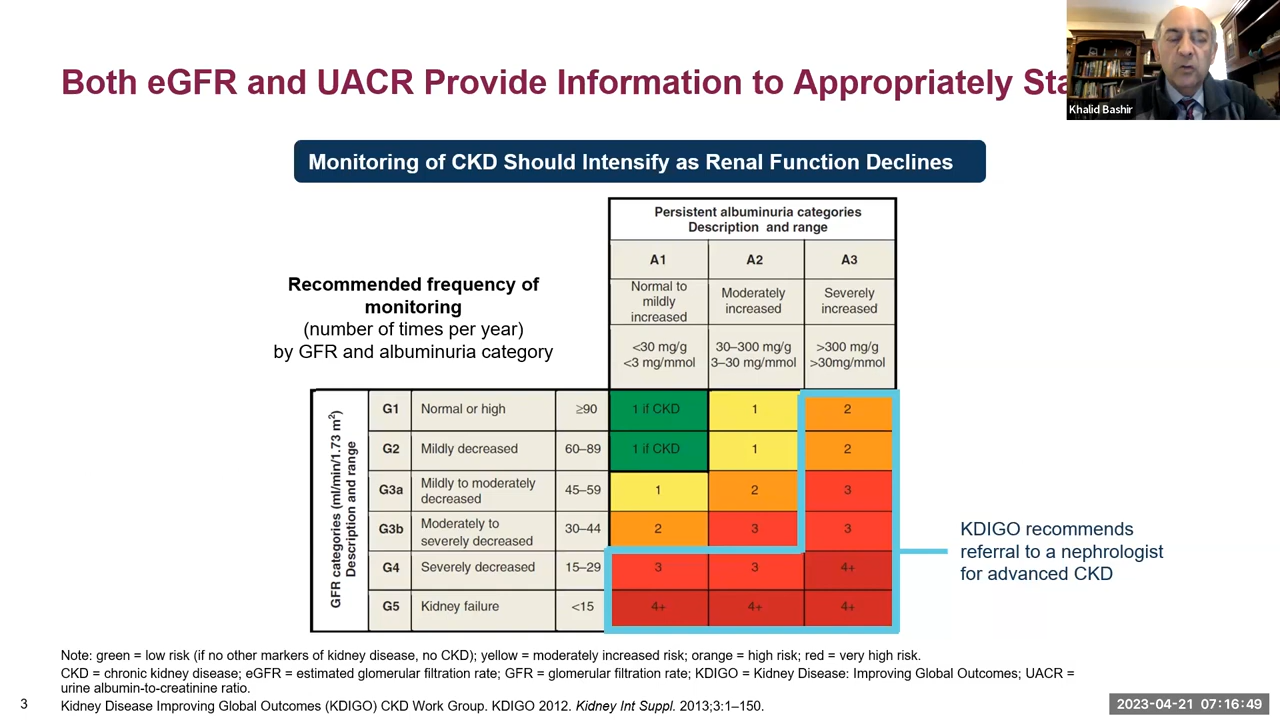 Both eGFR and UACR Provide Information to Appropriately Sta
Khalid Bashir
Monitoring of CKD Should Intensify as Renal Function Declines
Persistent albuminuria categories
Description and range
A1 A2 A3
Normal to
mildly
increased
Moderately
increased
Severely
increased
<30 mg/g
<3 mg/mmol
30–300 mg/g
3–30 mg/mmol
>300 mg/g
>30mg/mmol
Recommended frequency of
monitoring
(number of times per year)
by GFR and albuminuria category
GFR categories (ml/min/1.73 m²)
Description and range
G1 Normal or high ≥90 1 if CKD 1 2
G2 Mildly decreased 60–89 1 if CKD 1 2
G3a Mildly to moderately
decreased 45–59 1 2 3
G3b Moderately to
severely decreased 30–44 2 3 3
G4 Severely decreased 15–29 3 3 4+
G5 Kidney failure <15 4+ 4+ 4+
KDIGO recommends
referral to a nephrologist
for advanced CKD
Note: green = low risk (if no other markers of kidney disease, no CKD); yellow = moderately increased risk; orange = high risk; red = very high risk.
CKD = chronic kidney disease; eGFR = estimated glomerular filtration rate; GFR = glomerular filtration rate; KDIGO = Kidney Disease: Improving Global Outcomes; UACR =
urine albumin-to-creatinine ratio.
Kidney Disease Improving Global Outcomes (KDIGO) CKD Work Group. KDIGO 2012. Kidney Int Suppl. 2013;3:1–150.
3
2023-04-21 07:16:49